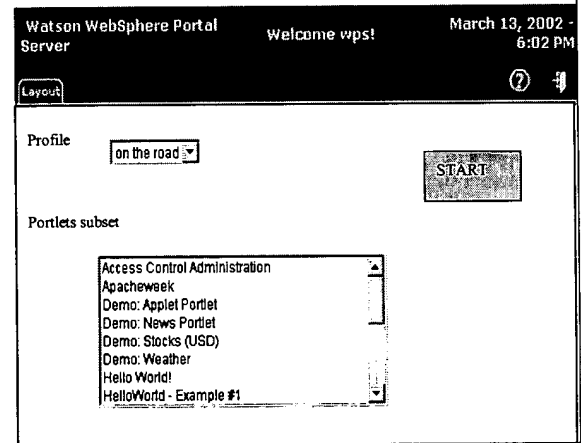 Watson WebSphere Portal Server
Welcome wps!
March 13, 2002 - 6:02 PM
?
Layout
Profile
on the road
START
Portlets subset
Access Control Administration
Apacheweek
Demo: Applet Portlet
Demo: News Portlet
Demo: Stocks (USD)
Demo: Weather
Hello World!
HelloWorld - Example #1